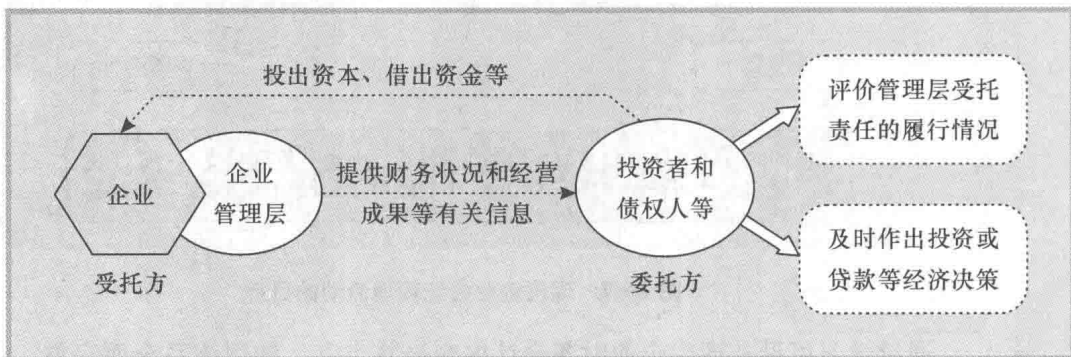 投出资本、借出资金等
企业
企业
管理层
提供财务状况和经营
成果等有关信息
投资者和
债权人等
评价管理层受托
责任的履行情况
及时作出投资或
贷款等经济决策
受托方
委托方